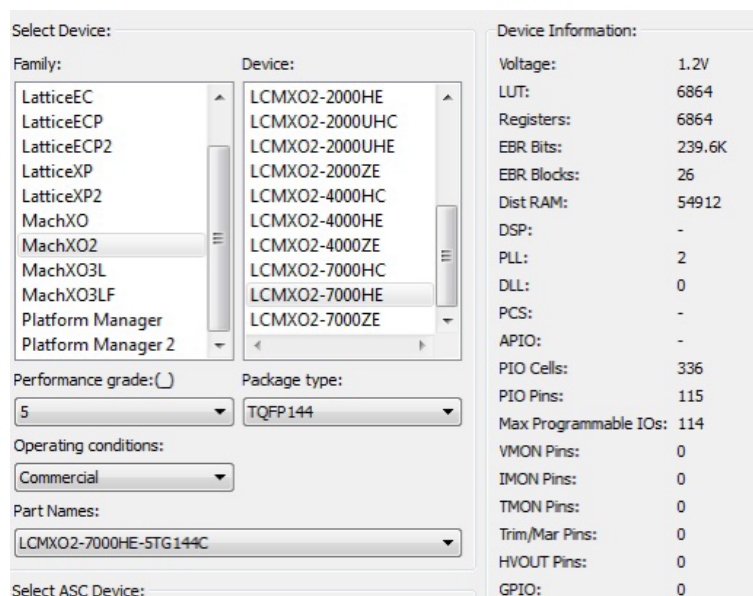 Select Device:
Family:
LatticeEC
LatticeECP
LatticeECP2
LatticeXP
LatticeXP2
MachXO
MachXO2
MachXO3L
MachXO3LF
Platform Manager
Platform Manager 2
Device:
LCMXO2-2000HE
LCMXO2-2000UHC
LCMXO2-2000UHE
LCMXO2-2000ZE
LCMXO2-4000HC
LCMXO2-4000HE
LCMXO2-4000ZE
LCMXO2-7000HC
LCMXO2-7000HE
LCMXO2-7000ZE
Performance grade:(_)
5
Package type:
TQFP144
Operating conditions:
Commercial
Part Names:
LCMXO2-7000HE-5TG144C
Select ASC Device:
Device Information:
Voltage: 1.2V
LUT: 6864
Registers: 6864
EBR Bits: 239.6K
EBR Blocks: 26
Dist RAM: 54912
DSP: -
PLL: 2
DLL: 0
PCS: -
APIO: -
PIO Cells: 336
PIO Pins: 115
Max Programmable IOs: 114
VMON Pins: 0
IMON Pins: 0
TMON Pins: 0
Trim/Mar Pins: 0
HVOUT Pins: 0
GPIO: 0